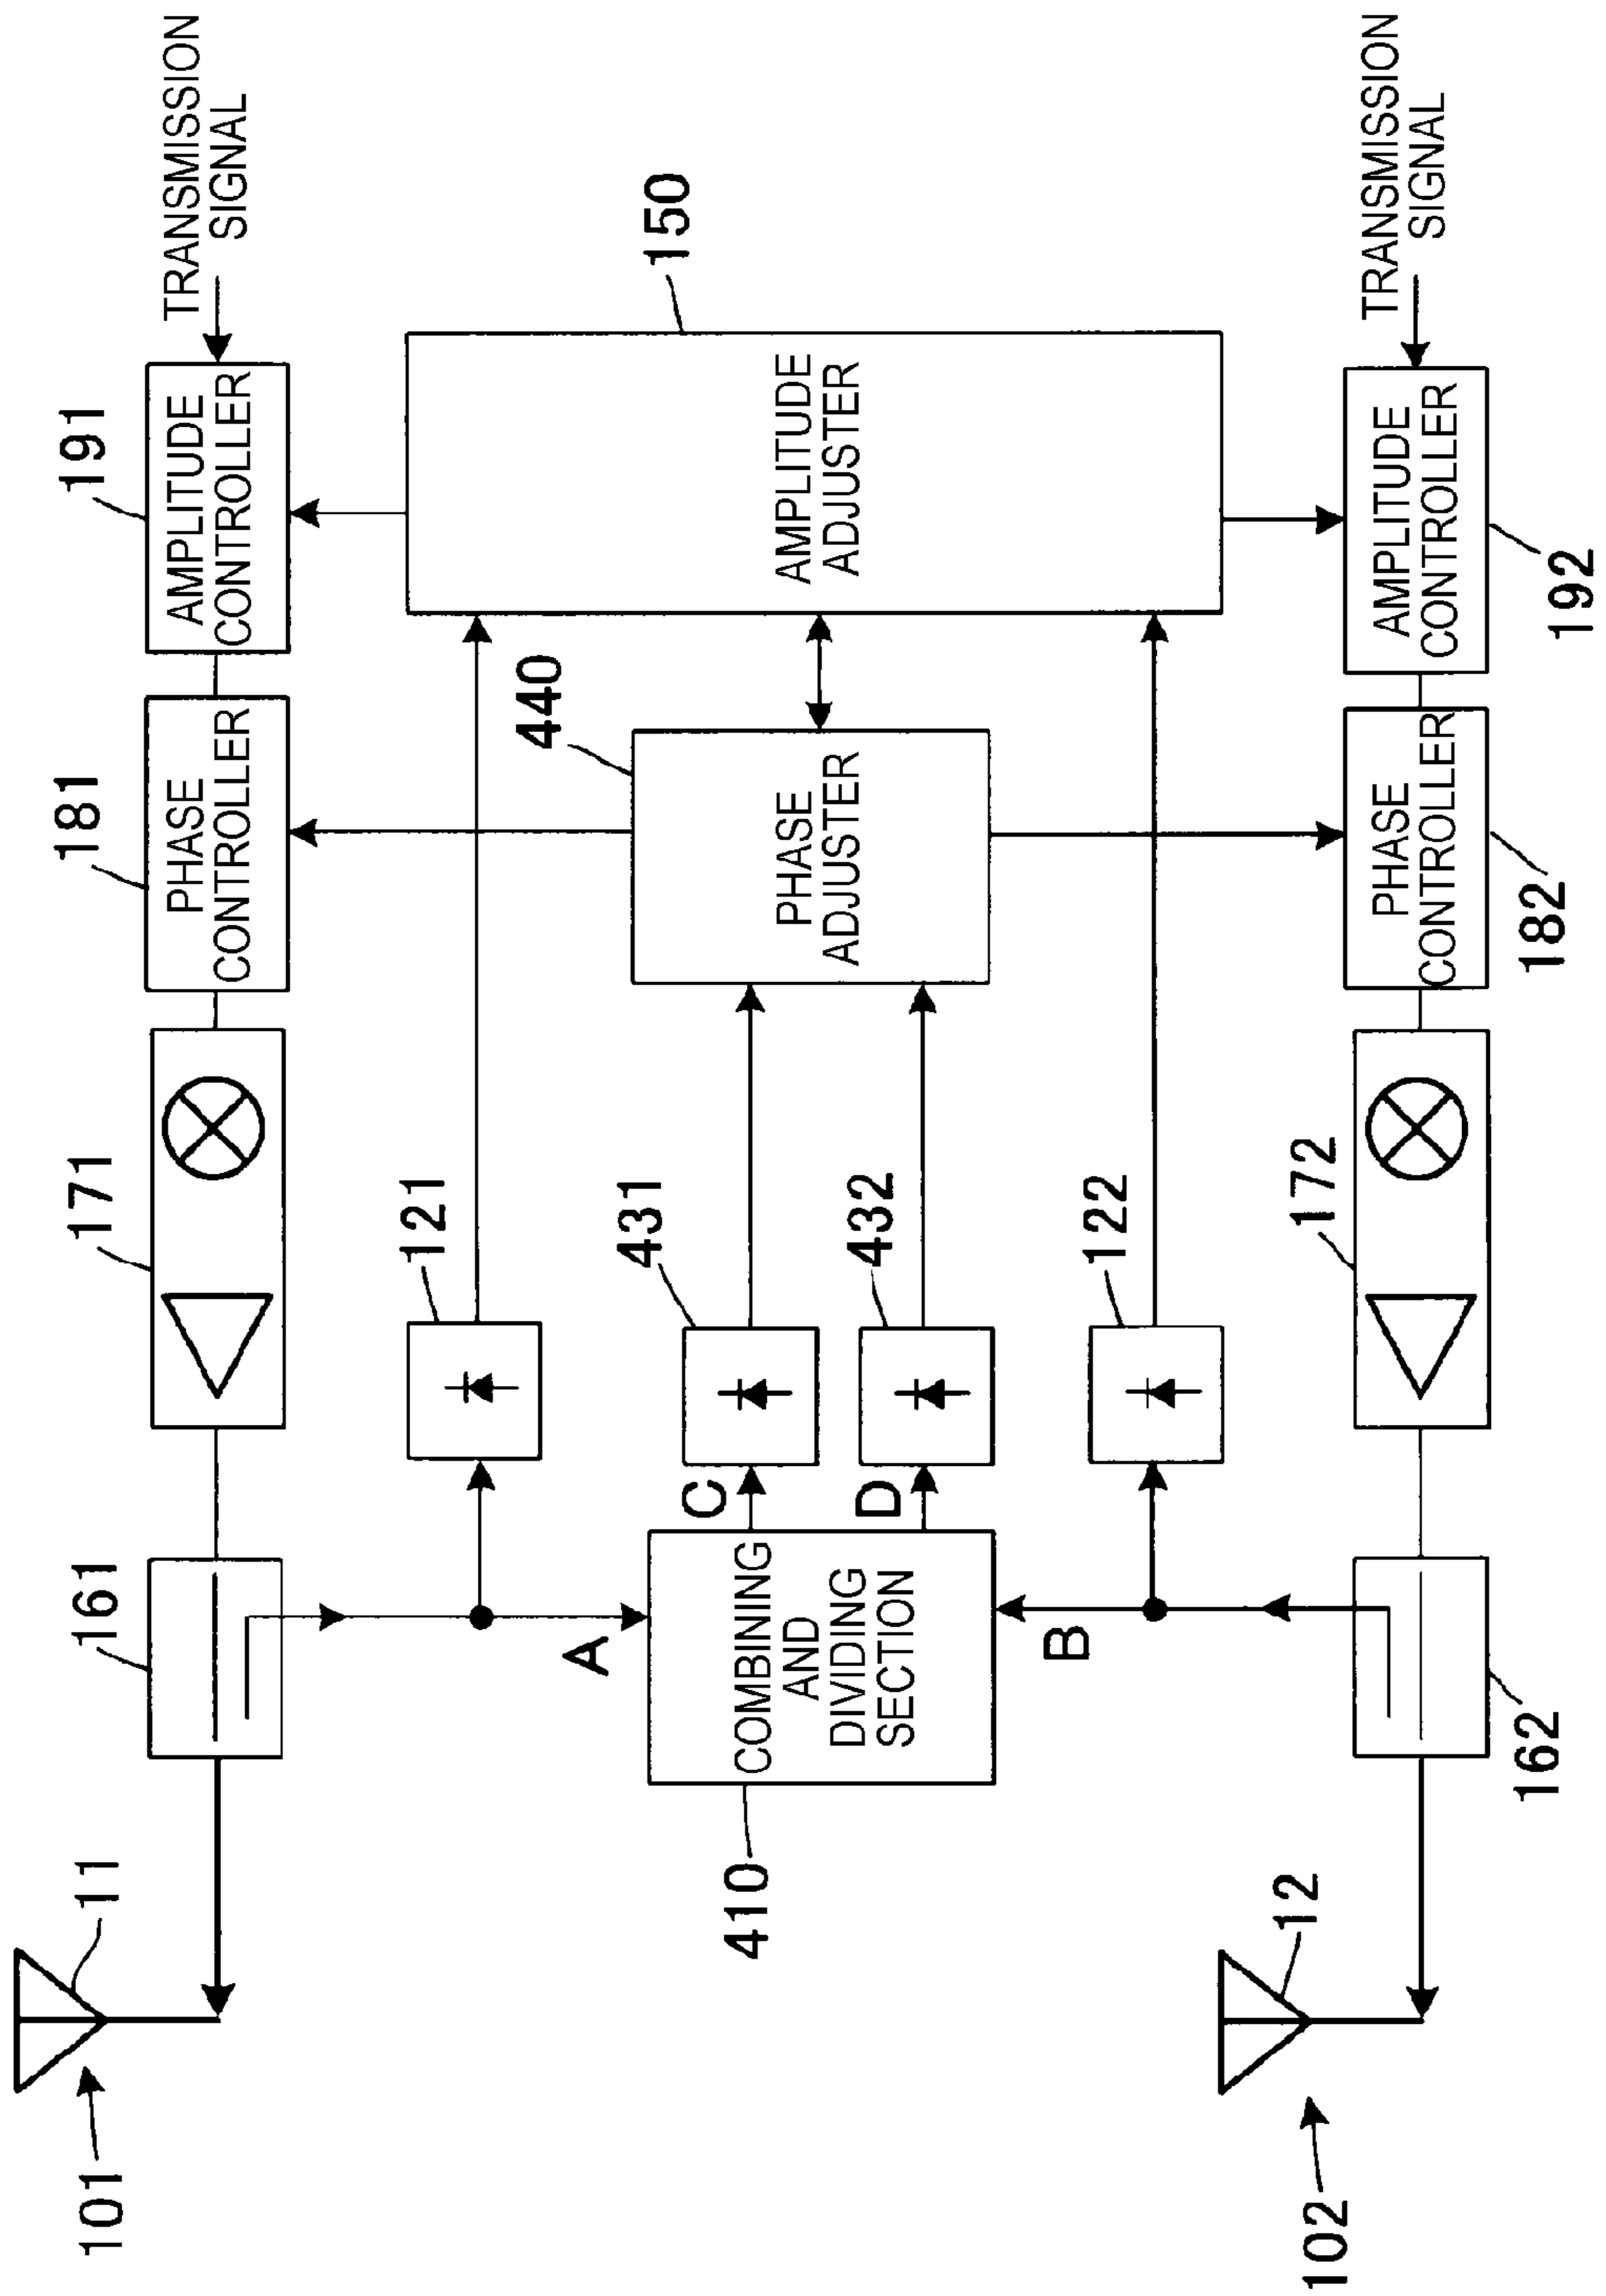 101
11
161
171
181
191
TRANSMISSION
SIGNAL
121
440
150
A
C
431
COMBINING
AND
DIVIDING
SECTION
410
D
432
PHASE
ADJUSTER
AMPLITUDE
ADJUSTER
PHASE
CONTROLLER
AMPLITUDE
CONTROLLER
B
122
102
12
162
172
PHASE
CONTROLLER
182
AMPLITUDE
CONTROLLER
192
TRANSMISSION
SIGNAL